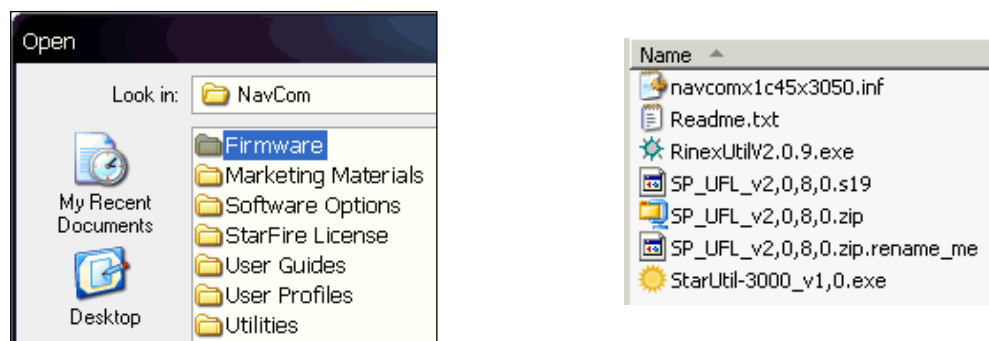 Open
Look in:
NavCom
My Recent
Documents
Desktop
Firmware
Marketing Materials
Software Options
StarFire License
User Guides
User Profiles
Utilities
Name
navcomx1c45x3050.inf
Readme.txt
RinexUtilV2.0.9.exe
SP_UFL_v2,0,8,0.s19
SP_UFL_v2,0,8,0.zip
SP_UFL_v2,0,8,0.zip.rename_me
StarUtil-3000_v1,0.exe